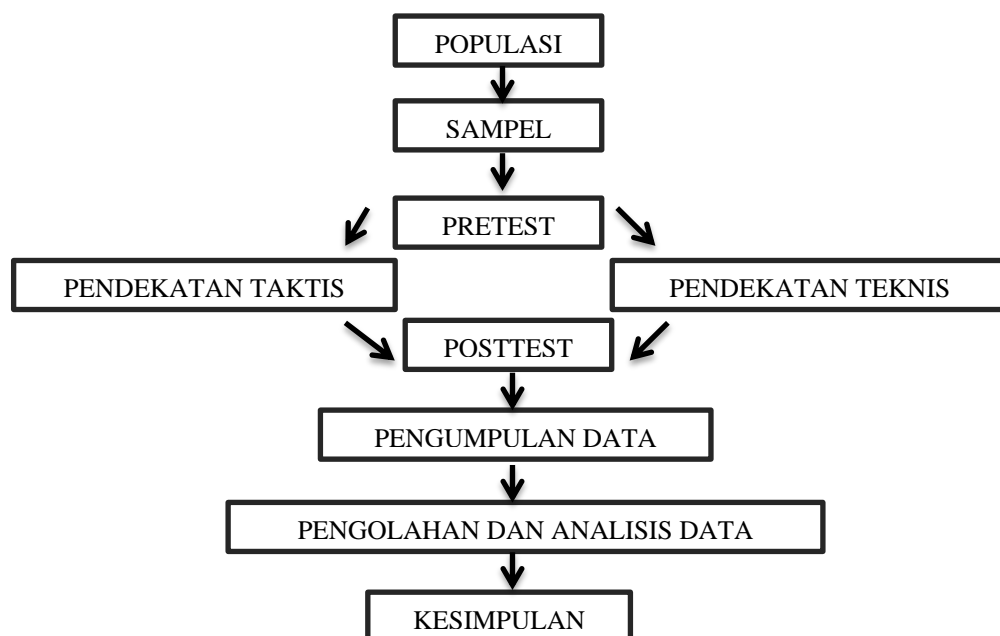 POPULASI
SAMPEL
PRETEST
PENDEKATAN TAKTIS
PENDEKATAN TEKNIS
POSTTEST
PENGUMPULAN DATA
PENGOLAHAN DAN ANALISIS DATA
KESIMPULAN